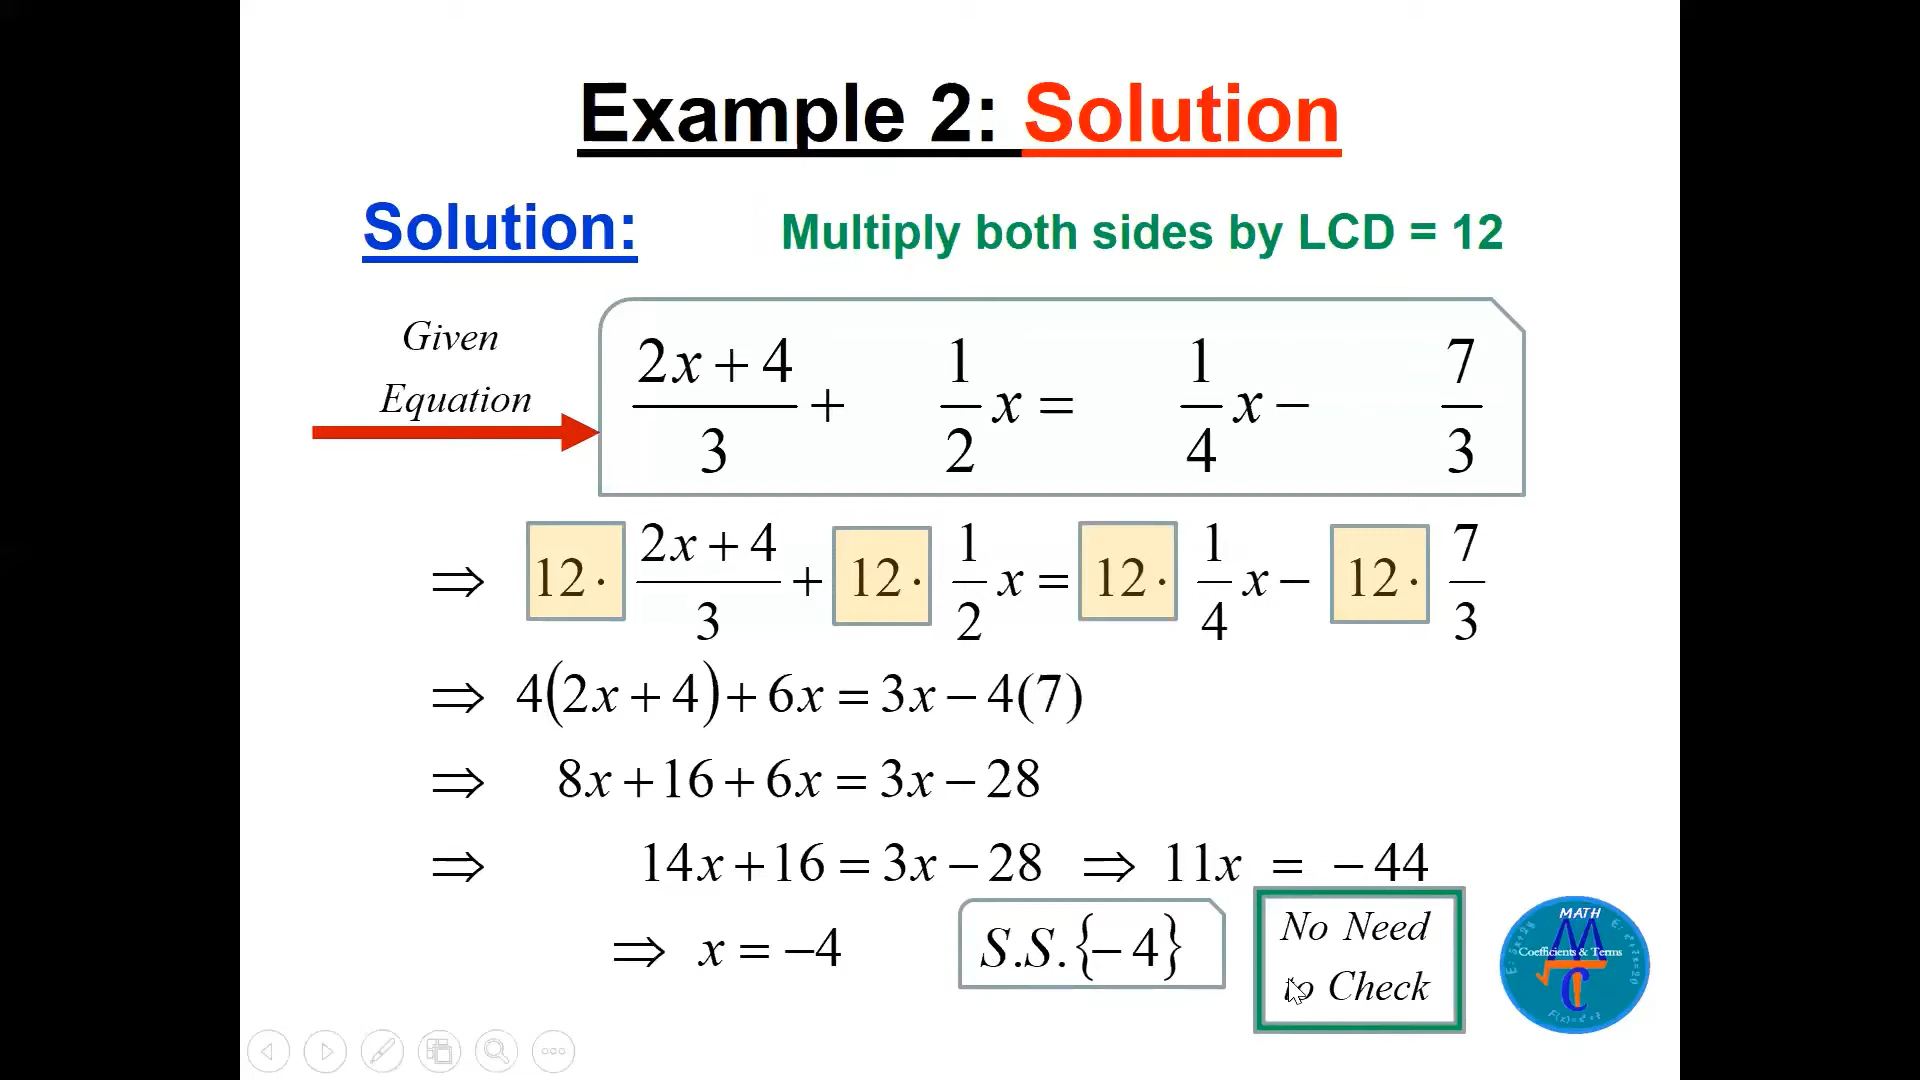 Example 2: Solution
Solution: Multiply both sides by LCD = 12
Given
Equation
(2x + 4)/3 + 1/2 x = 1/4 x − 7/3
⇒ 12· (2x + 4)/3 + 12· 1/2 x = 12· 1/4 x − 12· 7/3
⇒ 4(2x + 4) + 6x = 3x − 4(7)
⇒ 8x + 16 + 6x = 3x − 28
⇒ 14x + 16 = 3x − 28 ⇒ 11x = −44
⇒ x = −4 S.S.{−4}
No Need
to Check
MATH
Coefficients & Terms